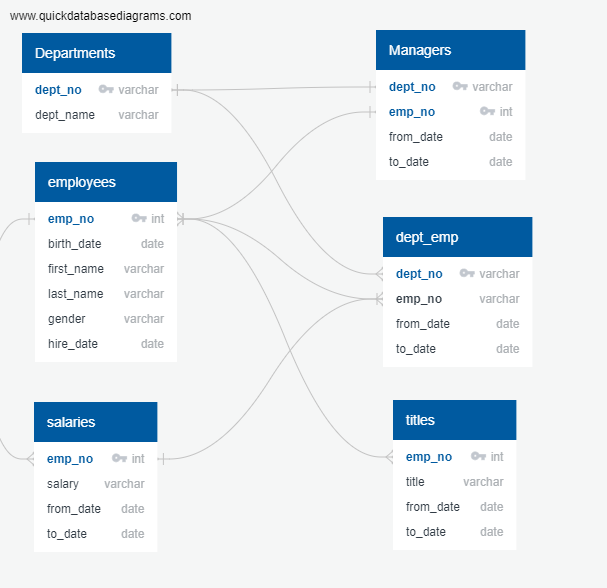 www.quickdatabasediagrams.com
Departments
dept_no varchar
dept_name varchar
employees
emp_no int
birth_date date
first_name varchar
last_name varchar
gender varchar
hire_date date
salaries
emp_no int
salary varchar
from_date date
to_date date
Managers
dept_no varchar
emp_no int
from_date date
to_date date
dept_emp
dept_no varchar
emp_no varchar
from_date date
to_date date
titles
emp_no int
title varchar
from_date date
to_date date